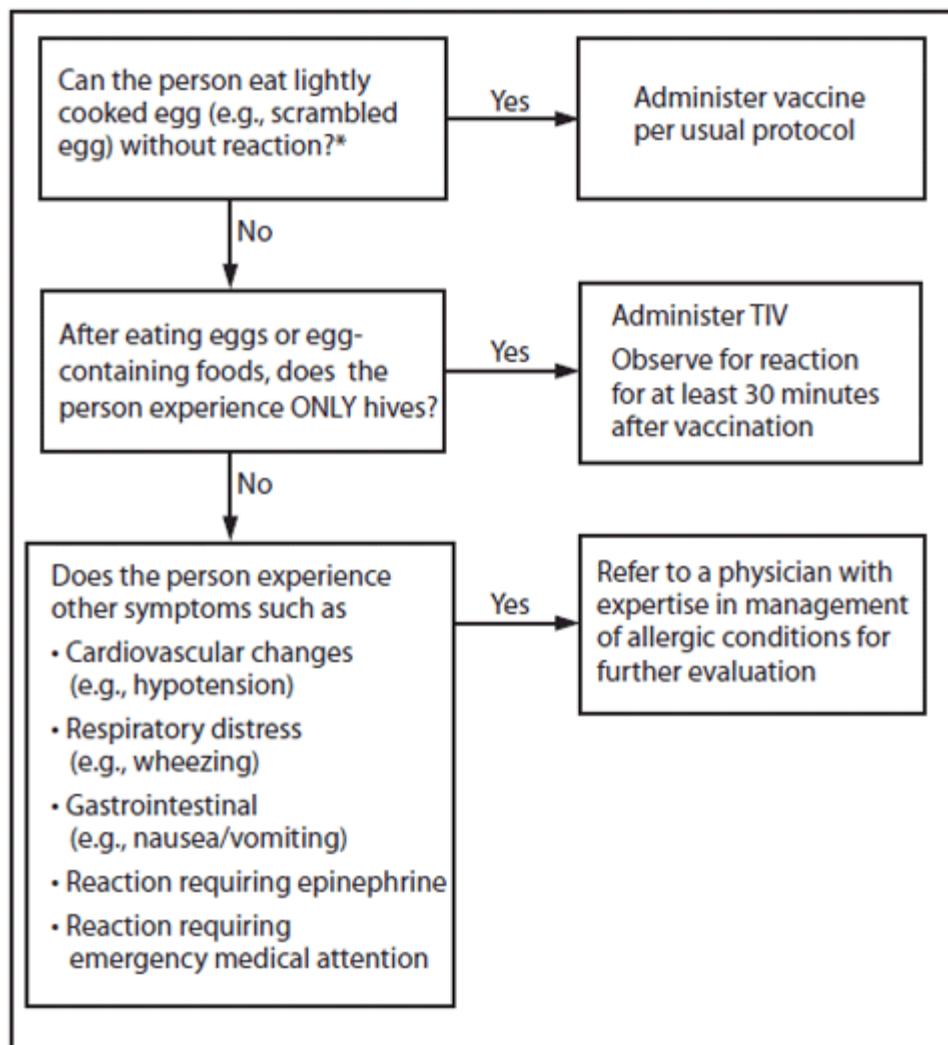 Can the person eat lightly
cooked egg (e.g., scrambled
egg) without reaction?*
Yes
Administer vaccine
per usual protocol
No
After eating eggs or egg-
containing foods, does the
person experience ONLY hives?
Yes
Administer TIV
Observe for reaction
for at least 30 minutes
after vaccination
No
Does the person experience
other symptoms such as
• Cardiovascular changes
(e.g., hypotension)
• Respiratory distress
(e.g., wheezing)
• Gastrointestinal
(e.g., nausea/vomiting)
• Reaction requiring epinephrine
• Reaction requiring
emergency medical attention
Yes
Refer to a physician with
expertise in management
of allergic conditions for
further evaluation